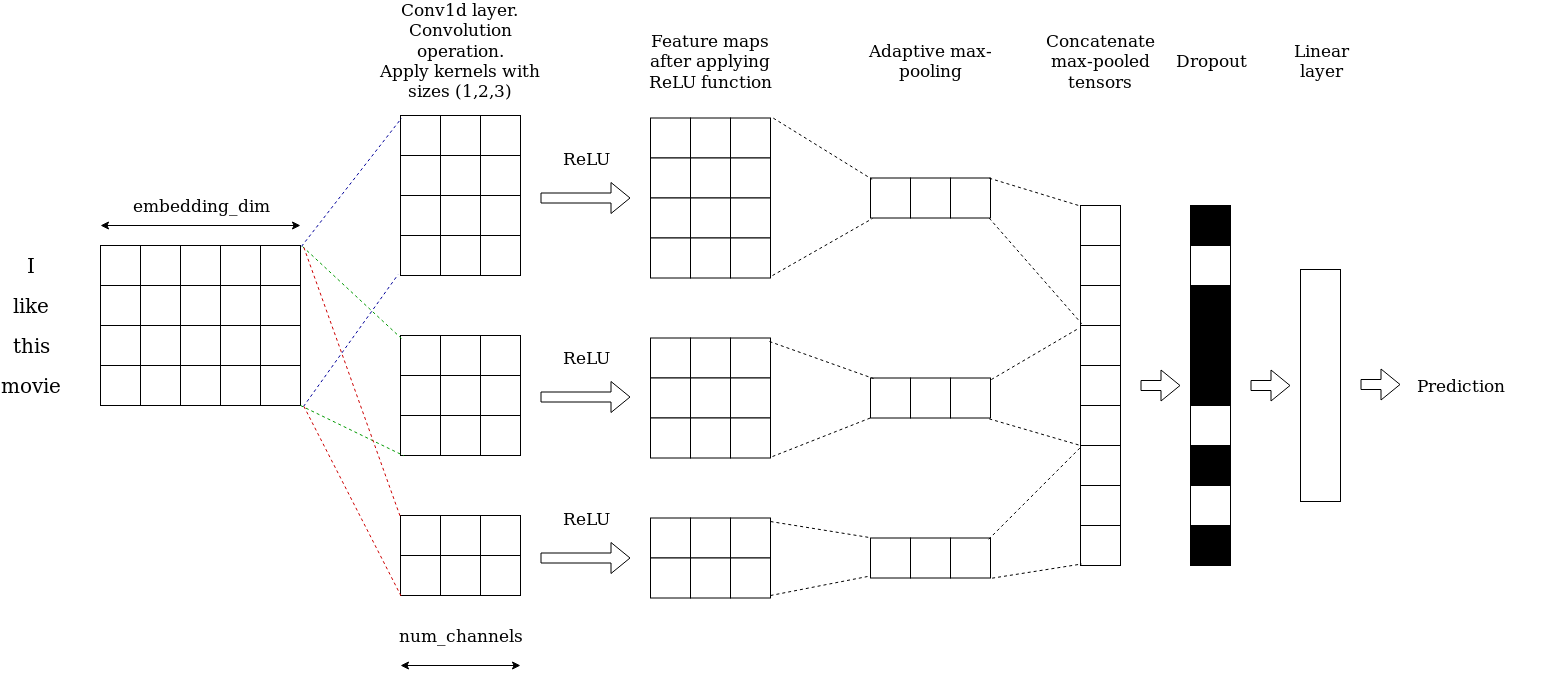 Conv1d layer.
Convolution
operation.
Apply kernels with
sizes (1,2,3)
Feature maps
after applying
ReLU function
Adaptive max-
pooling
Concatenate
max-pooled
tensors
Dropout
Linear
layer
embedding_dim
I
like
this
movie
ReLU
ReLU
ReLU
Prediction
num_channels